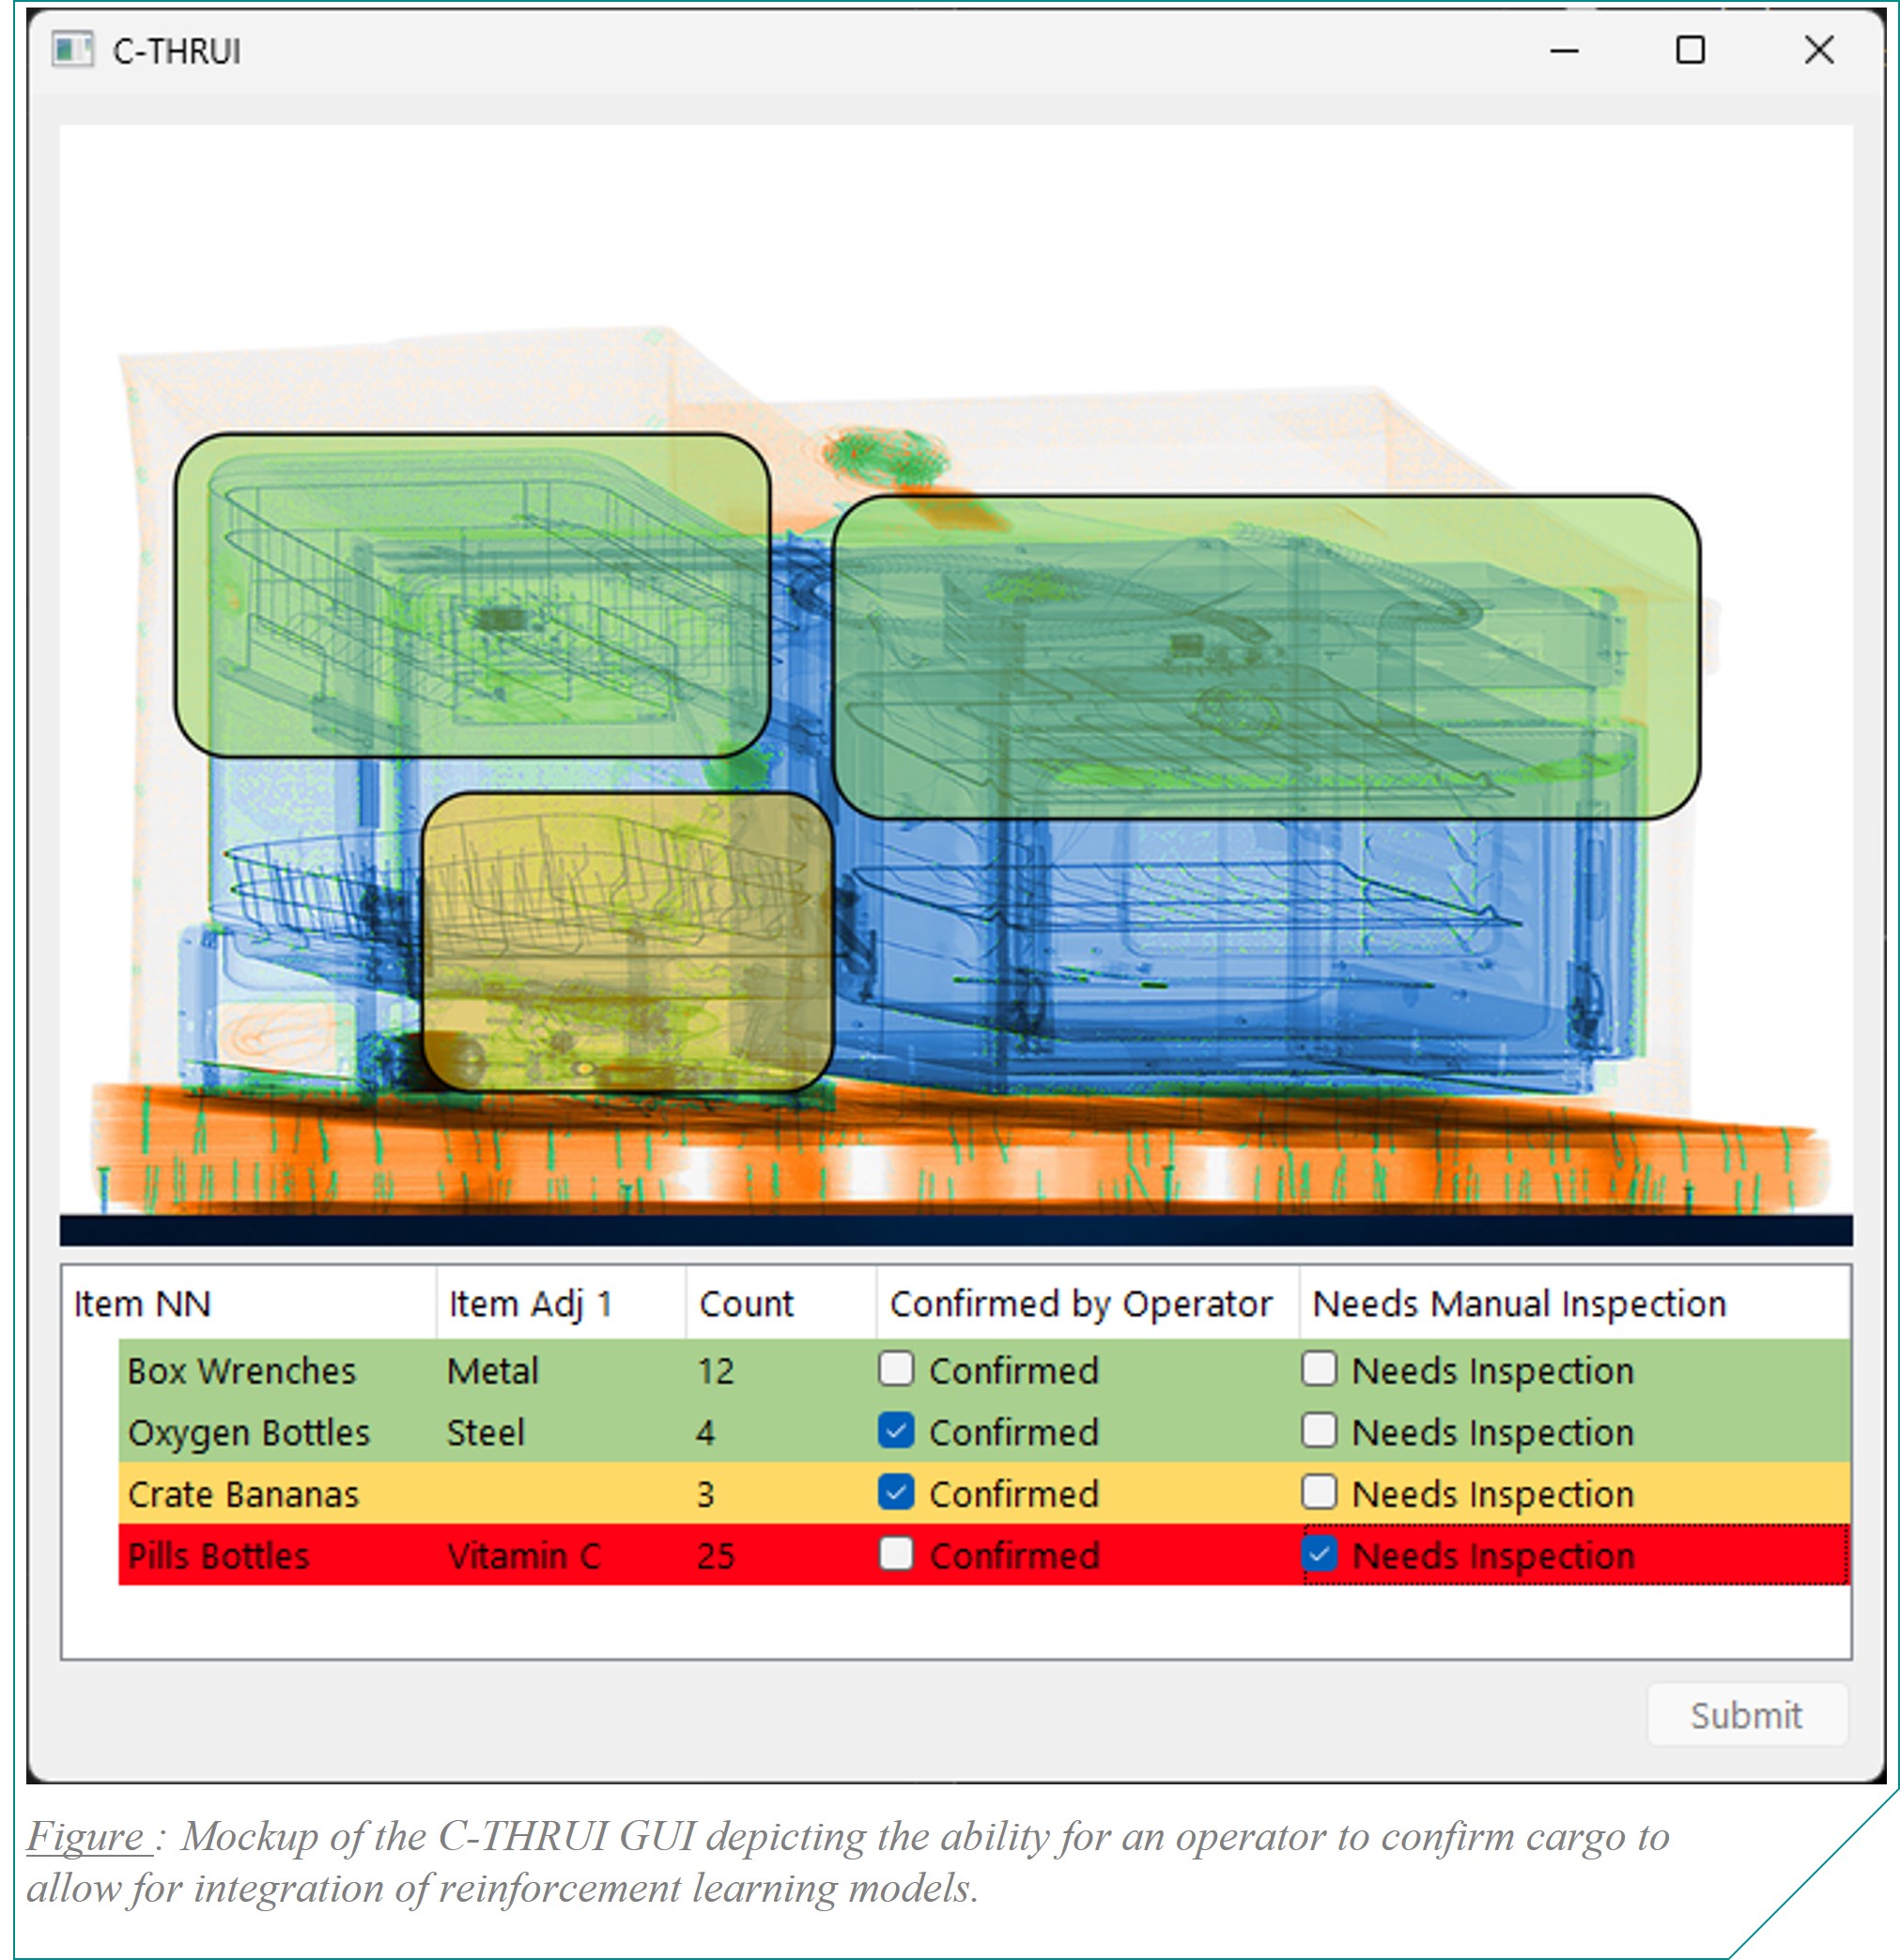 C-THRUI
Item NN Item Adj 1 Count Confirmed by Operator Needs Manual Inspection
Box Wrenches Metal 12 Confirmed Needs Inspection
Oxygen Bottles Steel 4 Confirmed Needs Inspection
Crate Bananas 3 Confirmed Needs Inspection
Pills Bottles Vitamin C 25 Confirmed Needs Inspection
Submit
Figure : Mockup of the C-THRUI GUI depicting the ability for an operator to confirm cargo to
allow for integration of reinforcement learning models.